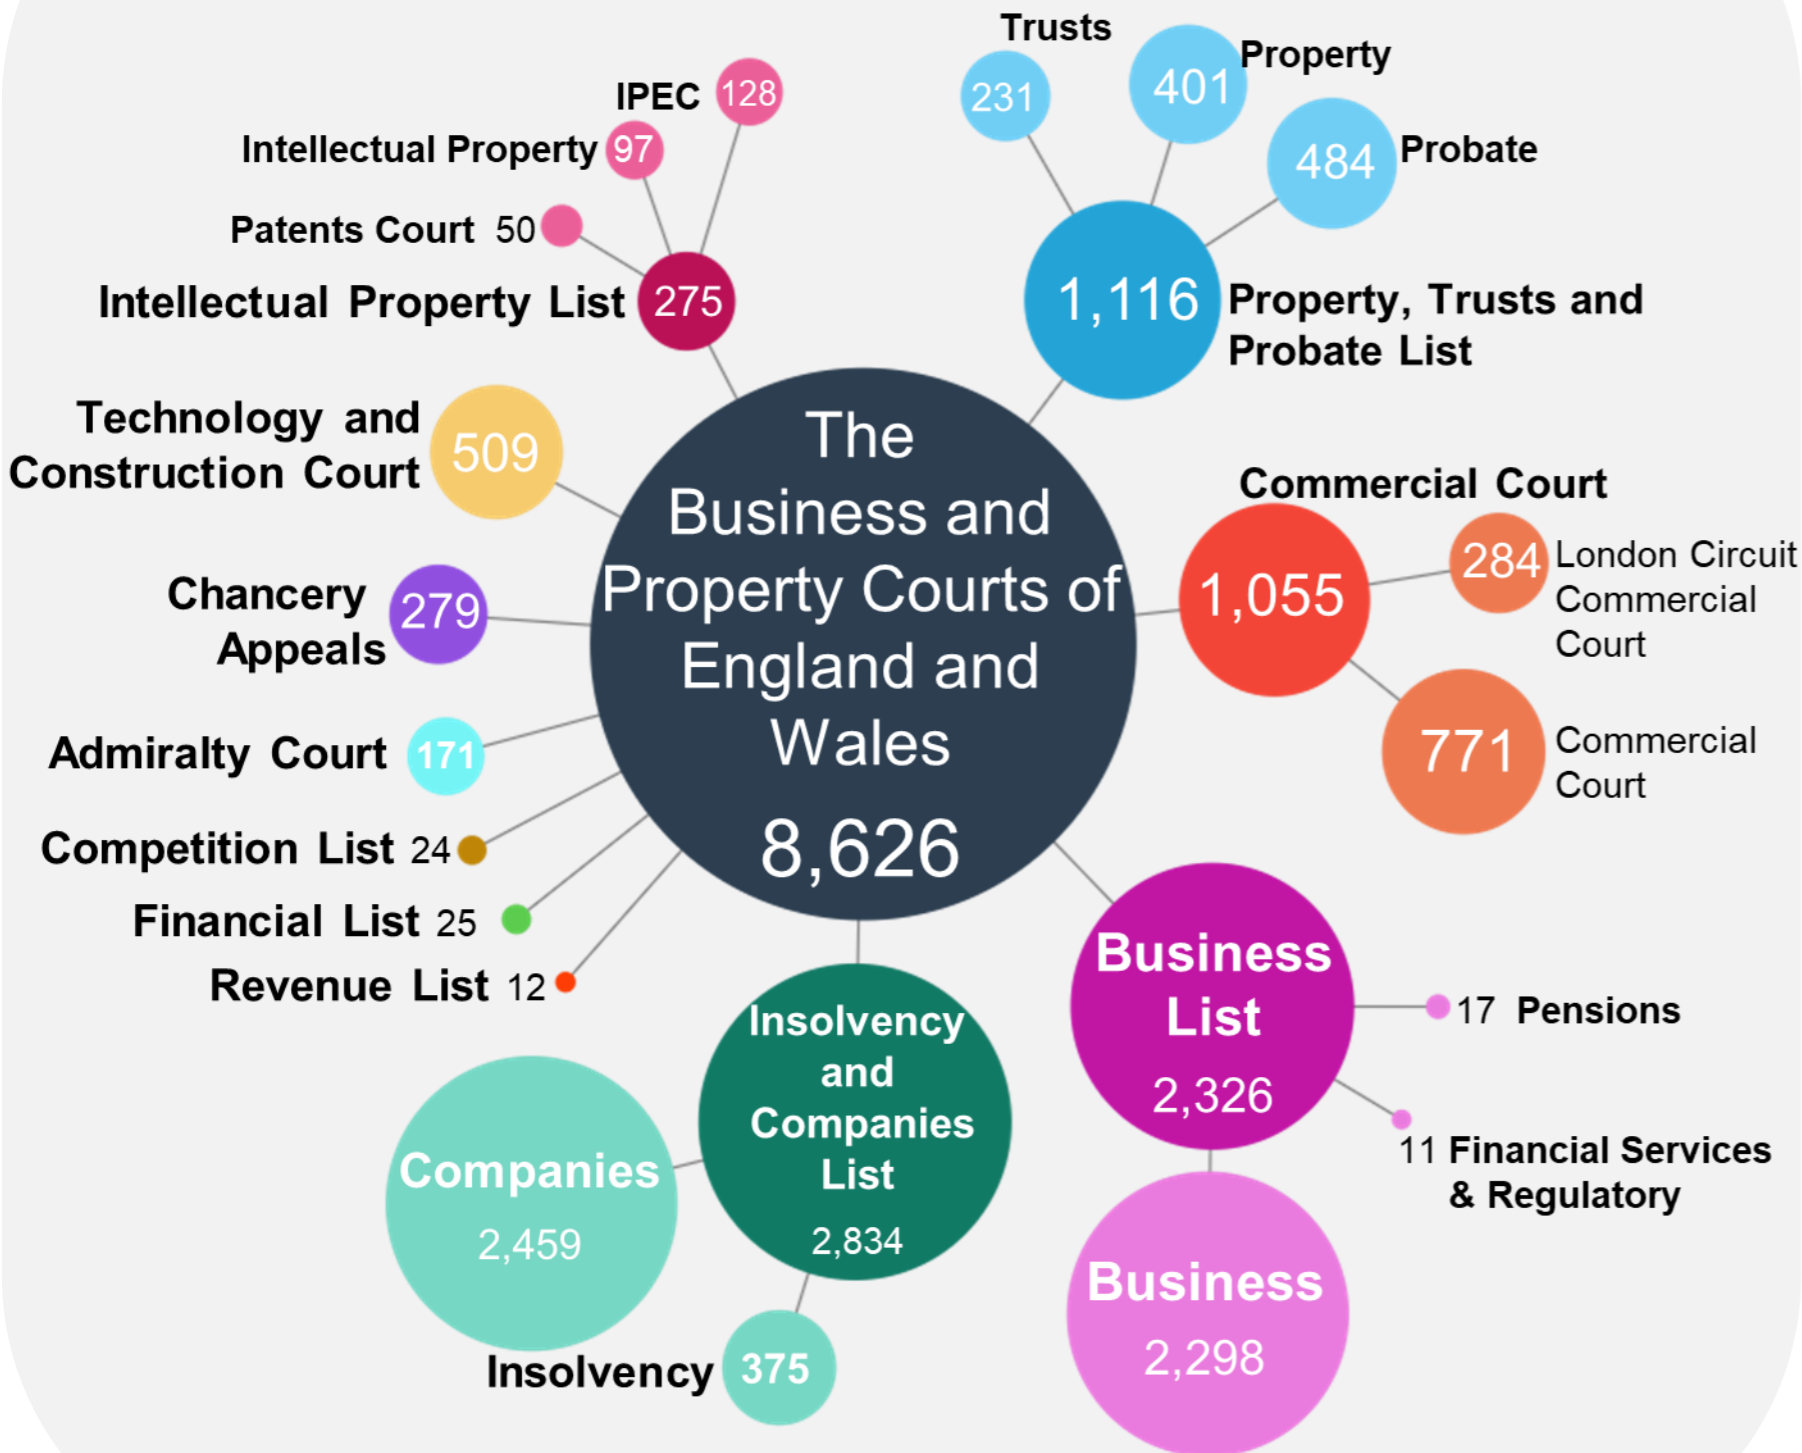 Trusts
231
401
Property
484
Probate
1,116
Property, Trusts and
Probate List
IPEC 128
Intellectual Property 97
Patents Court 50
Intellectual Property List 275
Technology and
Construction Court
509
Chancery
Appeals
279
Admiralty Court 171
Competition List 24
Financial List 25
Revenue List 12
The
Business and
Property Courts of
England and
Wales
8,626
Commercial Court
1,055
284
London Circuit
Commercial
Court
771
Commercial
Court
Business
List
2,326
17 Pensions
11 Financial Services
& Regulatory
Business
2,298
Insolvency
and
Companies
List
2,834
Companies
2,459
Insolvency 375